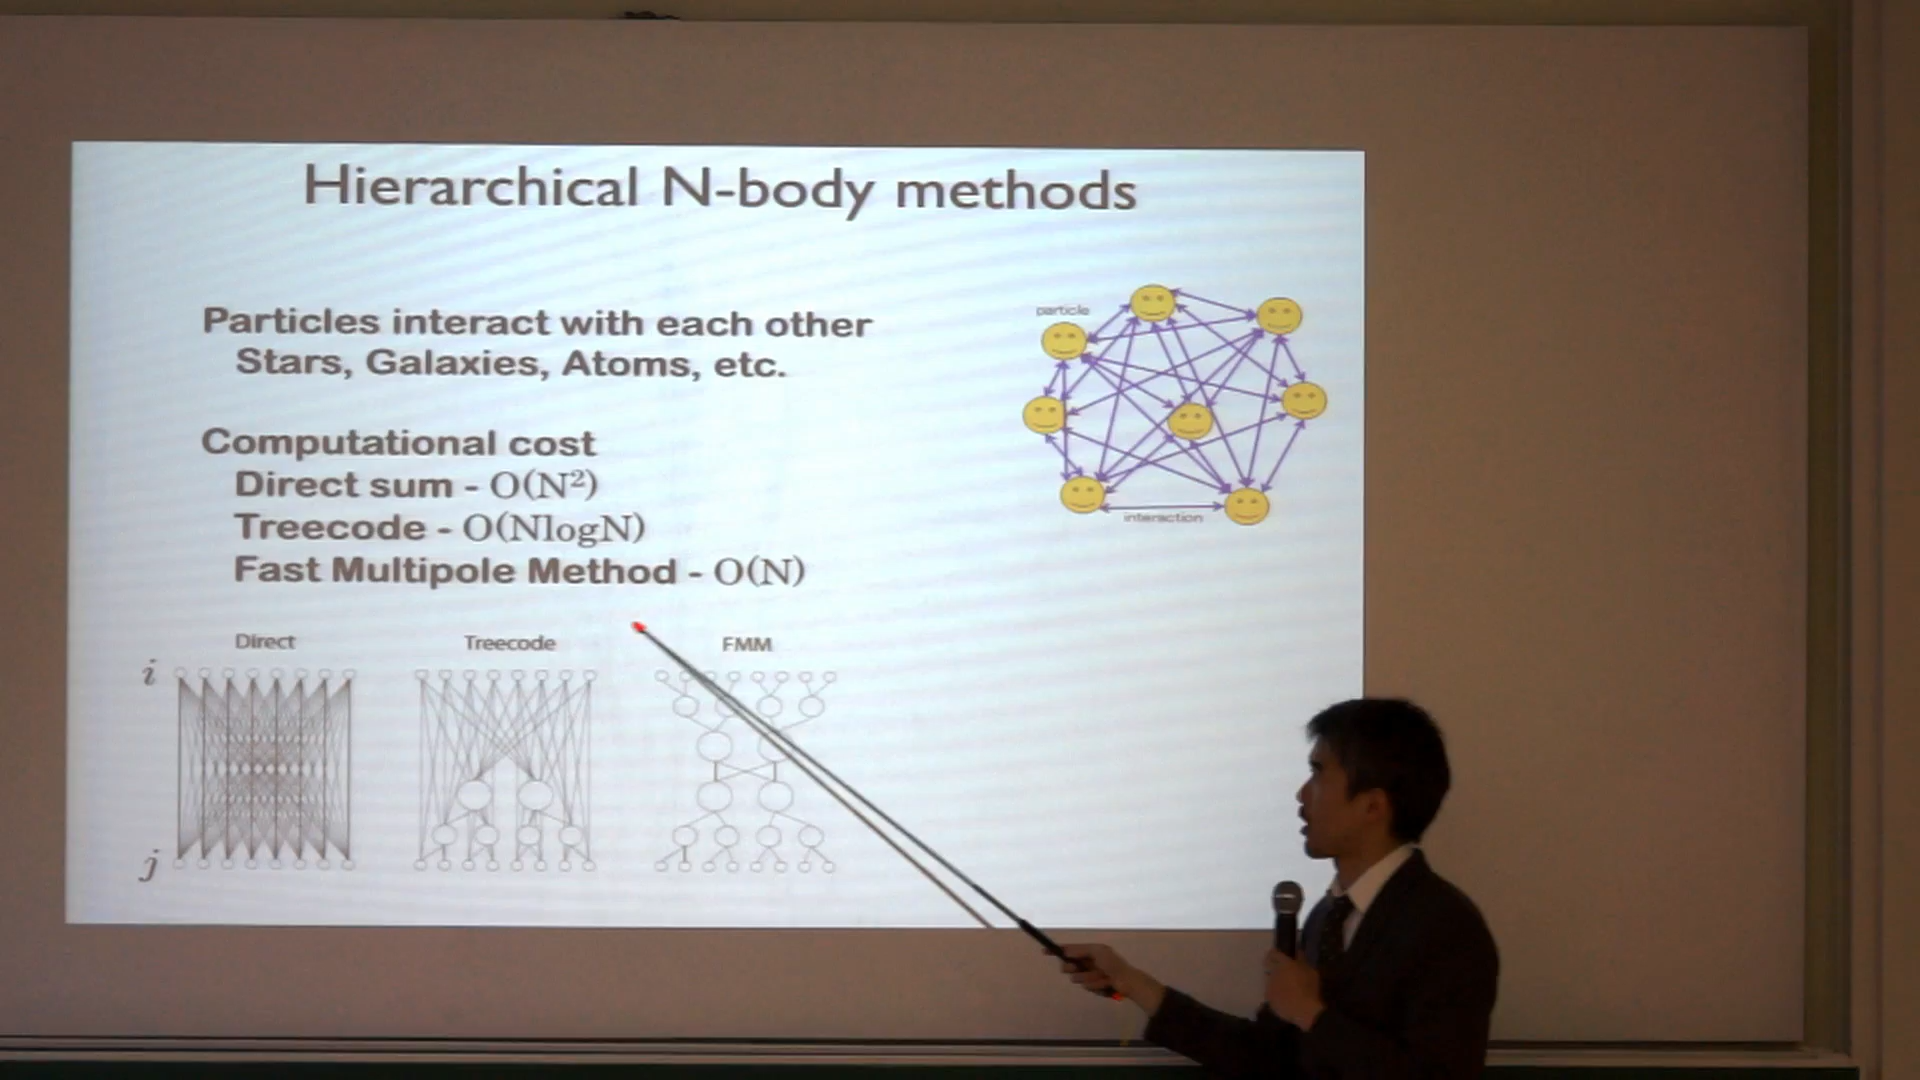 Hierarchical N-body methods
Particles interact with each other
Stars, Galaxies, Atoms, etc.
Computational cost
Direct sum - O(N²)
Treecode - O(NlogN)
Fast Multipole Method - O(N)
particle
interaction
Direct Treecode FMM
i
j